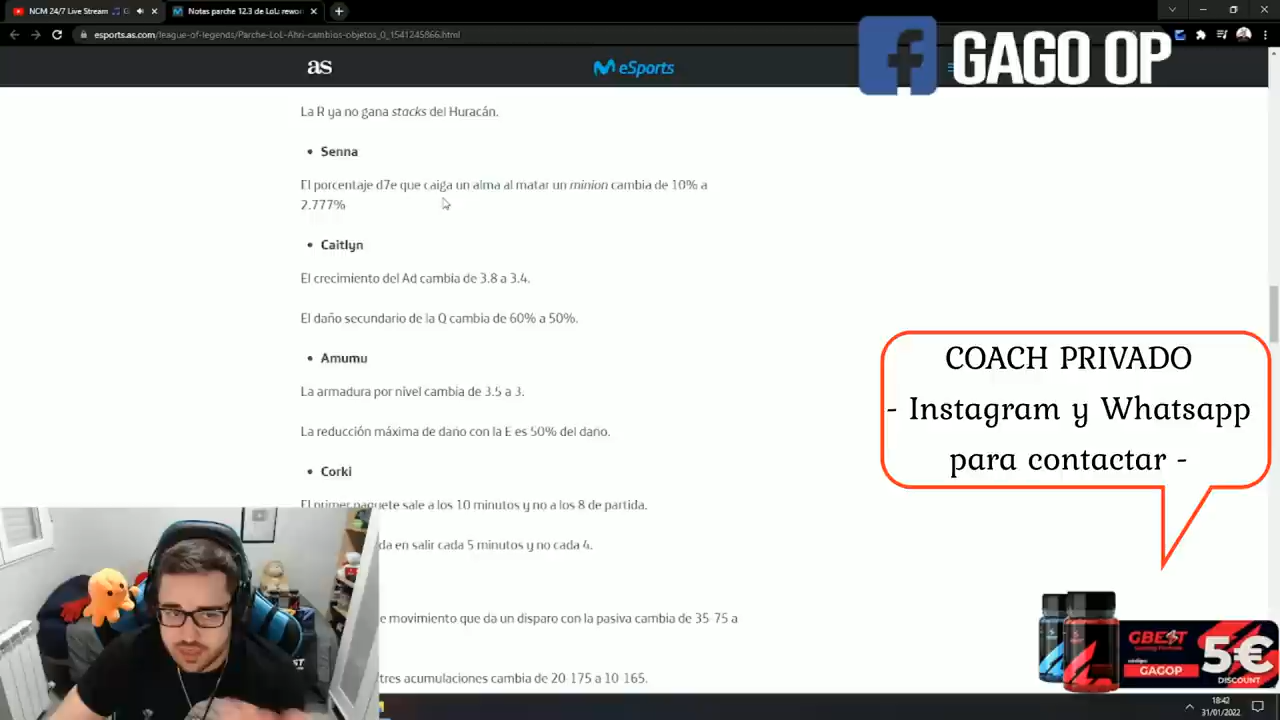 NCM 24/7 Live Stream
Notas parche 12.3 de LoL: rewo
esports.as.com/league-of-legends/Parche-LoL-Ahri-cambios-objetos_0_1541245866.html
GAGO OP
as
eSports
La R ya no gana stacks del Huracán.
• Senna
El porcentaje d7e que caiga un alma al matar un minion cambia de 10% a
2.777%
• Caitlyn
El crecimiento del Ad cambia de 3.8 a 3.4.
El daño secundario de la Q cambia de 60% a 50%.
• Amumu
La armadura por nivel cambia de 3.5 a 3.
La reducción máxima de daño con la E es 50% del daño.
• Corki
El primer paquete sale a los 10 minutos y no a los 8 de partida.
da en salir cada 5 minutos y no cada 4.
e movimiento que da un disparo con la pasiva cambia de 35-75 a
tres acumulaciones cambia de 20-175 a 10-165.
COACH PRIVADO
- Instagram y Whatsapp
para contactar -
GBEST
Gaming Formula
código:
GAGOP
5€
DISCOUNT
18:42
31/01/2022